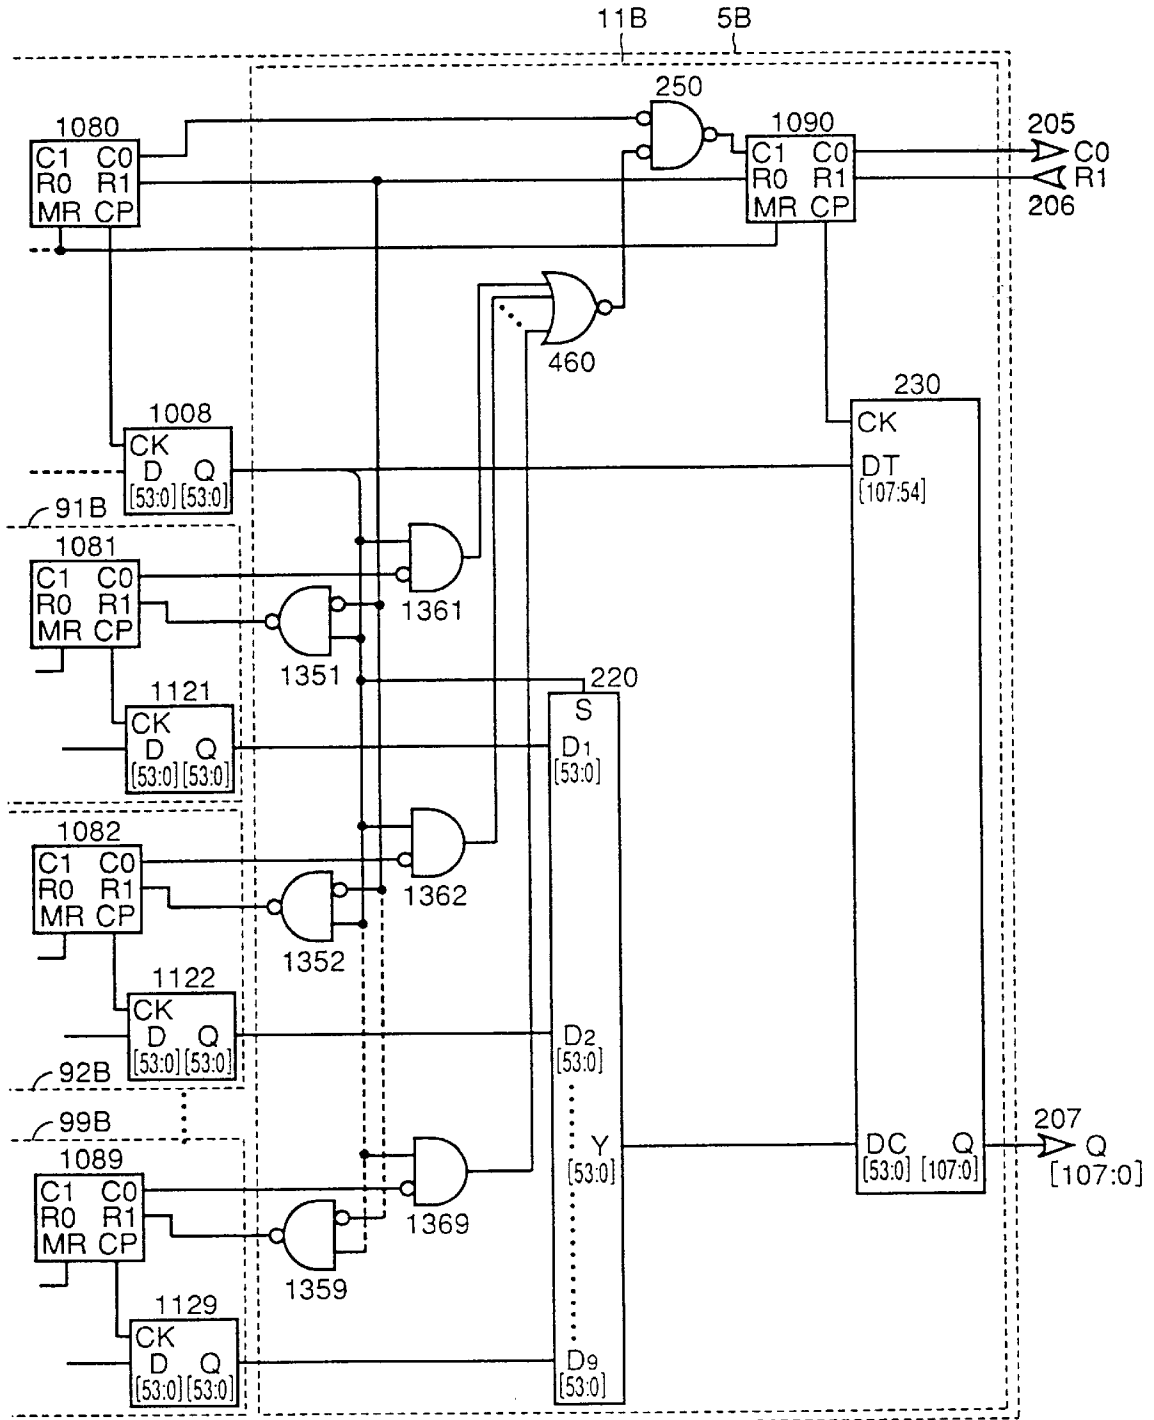 11B 5B
250
1080
C1 C0
R0 R1
MR CP
1090
C1 C0
R0 R1
MR CP
205
C0
R1
206
460
230
CK
DT
[107:54]
1008
CK
D Q
[53:0] [53:0]
91B
1081
C1 C0
R0 R1
MR CP
1361
1351
220
S
1121
CK
D Q
[53:0] [53:0]
D1
[53:0]
1082
C1 C0
R0 R1
MR CP
1362
1352
1122
CK
D Q
[53:0] [53:0]
D2
[53:0]
92B
99B
1089
C1 C0
R0 R1
MR CP
Y
[53:0]
DC Q
[53:0] [107:0]
207
Q
[107:0]
1369
1359
1129
CK
D Q
[53:0] [53:0]
D9
[53:0]